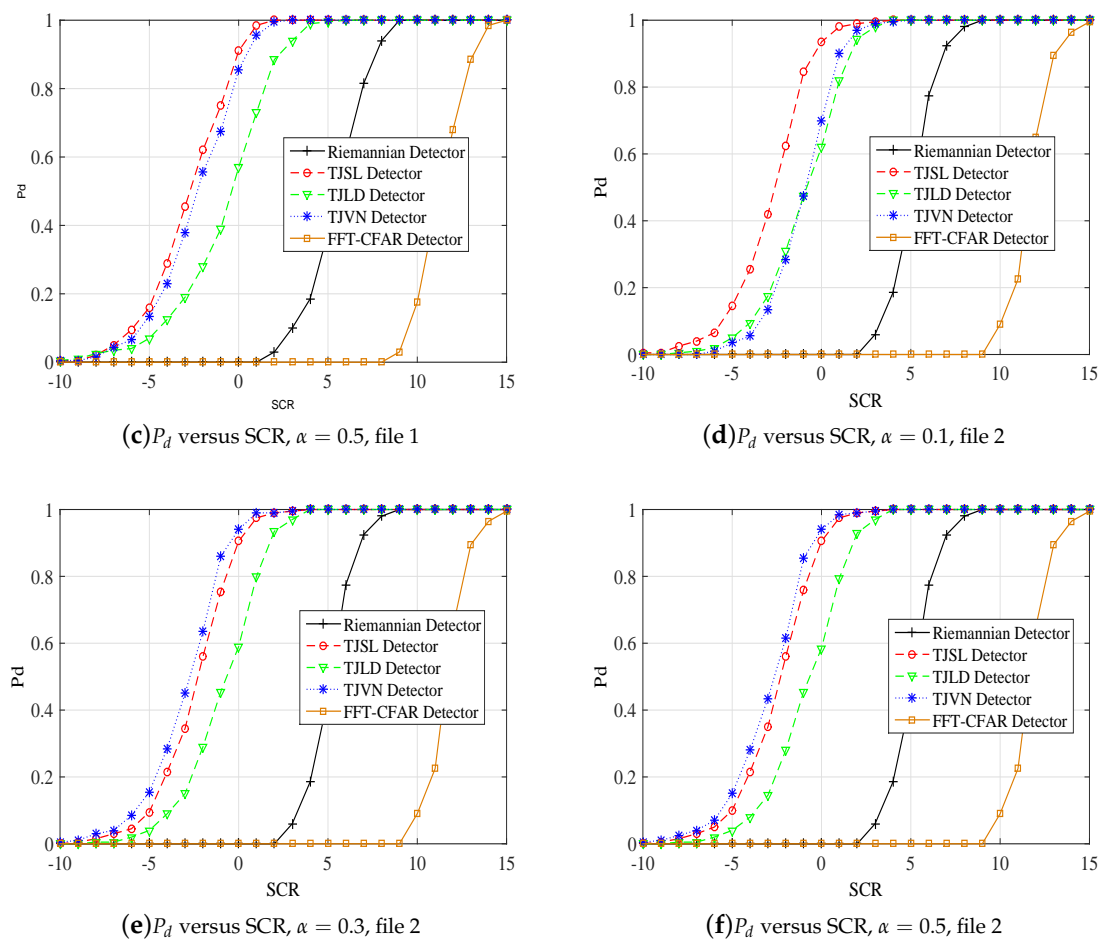 1
0.8
0.6
0.4
0.2
0
Pd
-10 -5 0 5 10 15
SCR
Riemannian Detector
TJSL Detector
TJLD Detector
TJVN Detector
FFT-CFAR Detector
(c) P_d versus SCR, α = 0.5, file 1
1
0.8
0.6
0.4
0.2
0
Pd
-10 -5 0 5 10 15
SCR
Riemannian Detector
TJSL Detector
TJLD Detector
TJVN Detector
FFT-CFAR Detector
(d) P_d versus SCR, α = 0.1, file 2
1
0.8
0.6
0.4
0.2
0
Pd
-10 -5 0 5 10 15
SCR
Riemannian Detector
TJSL Detector
TJLD Detector
TJVN Detector
FFT-CFAR Detector
(e) P_d versus SCR, α = 0.3, file 2
1
0.8
0.6
0.4
0.2
0
Pd
-10 -5 0 5 10 15
SCR
Riemannian Detector
TJSL Detector
TJLD Detector
TJVN Detector
FFT-CFAR Detector
(f) P_d versus SCR, α = 0.5, file 2